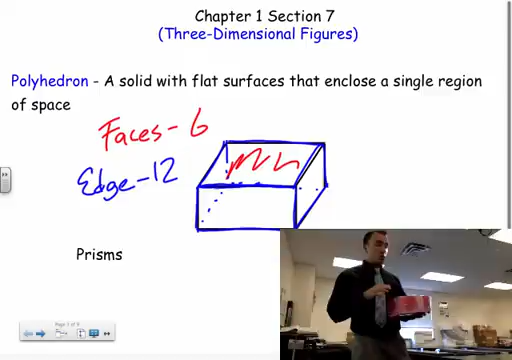 Chapter 1 Section 7
(Three-Dimensional Figures)
Polyhedron - A solid with flat surfaces that enclose a single region
of space
Faces- 6
Edge-12
Prisms